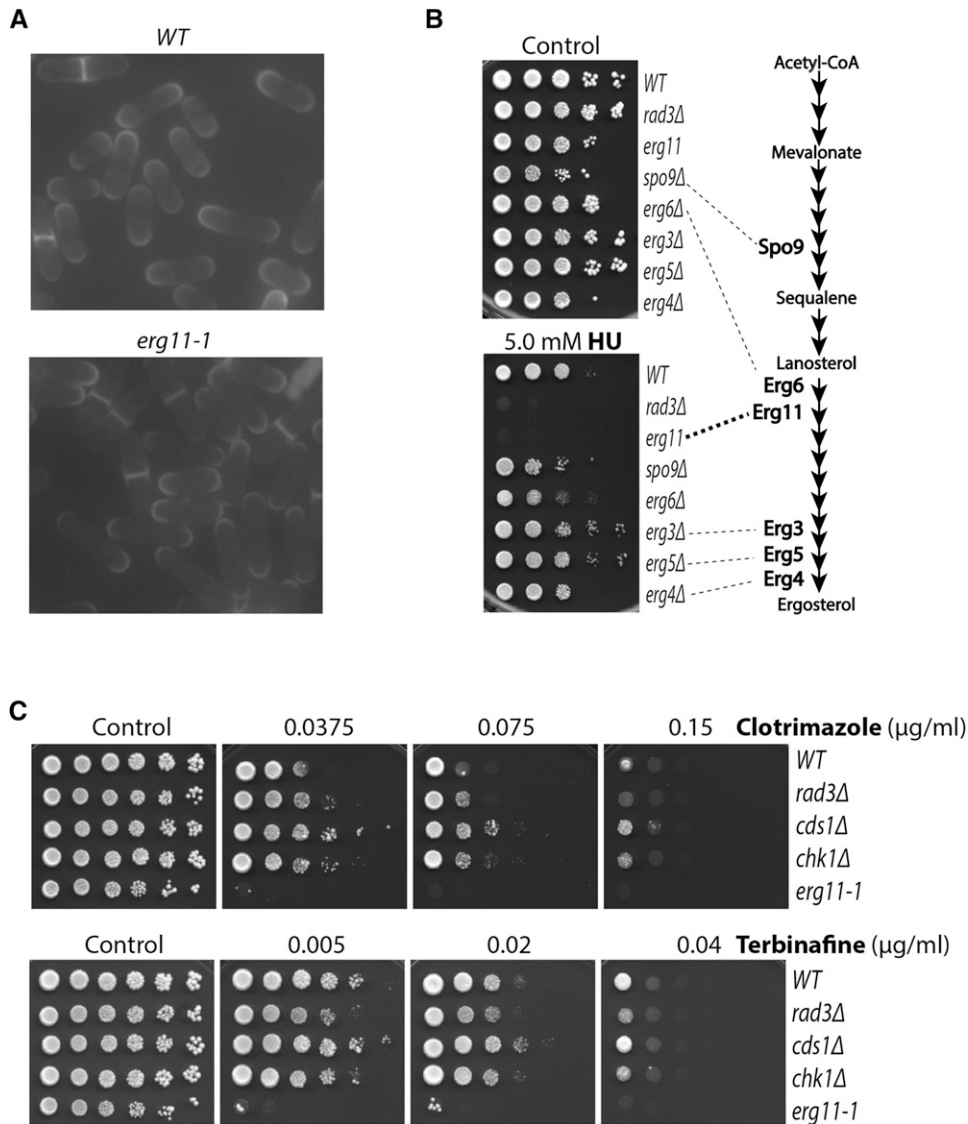 A
WT
erg11-1
B
Control
WT
rad3Δ
erg11
spo9Δ
erg6Δ
erg3Δ
erg5Δ
erg4Δ
5.0 mM HU
WT
rad3Δ
erg11
spo9Δ
erg6Δ
erg3Δ
erg5Δ
erg4Δ
Acetyl-CoA
Mevalonate
Spo9
Sequalene
Lanosterol
Erg6
Erg11
Erg3
Erg5
Erg4
Ergosterol
C
Control 0.0375 0.075 0.15 Clotrimazole (µg/ml)
WT
rad3Δ
cds1Δ
chk1Δ
erg11-1
Control 0.005 0.02 0.04 Terbinafine (µg/ml)
WT
rad3Δ
cds1Δ
chk1Δ
erg11-1